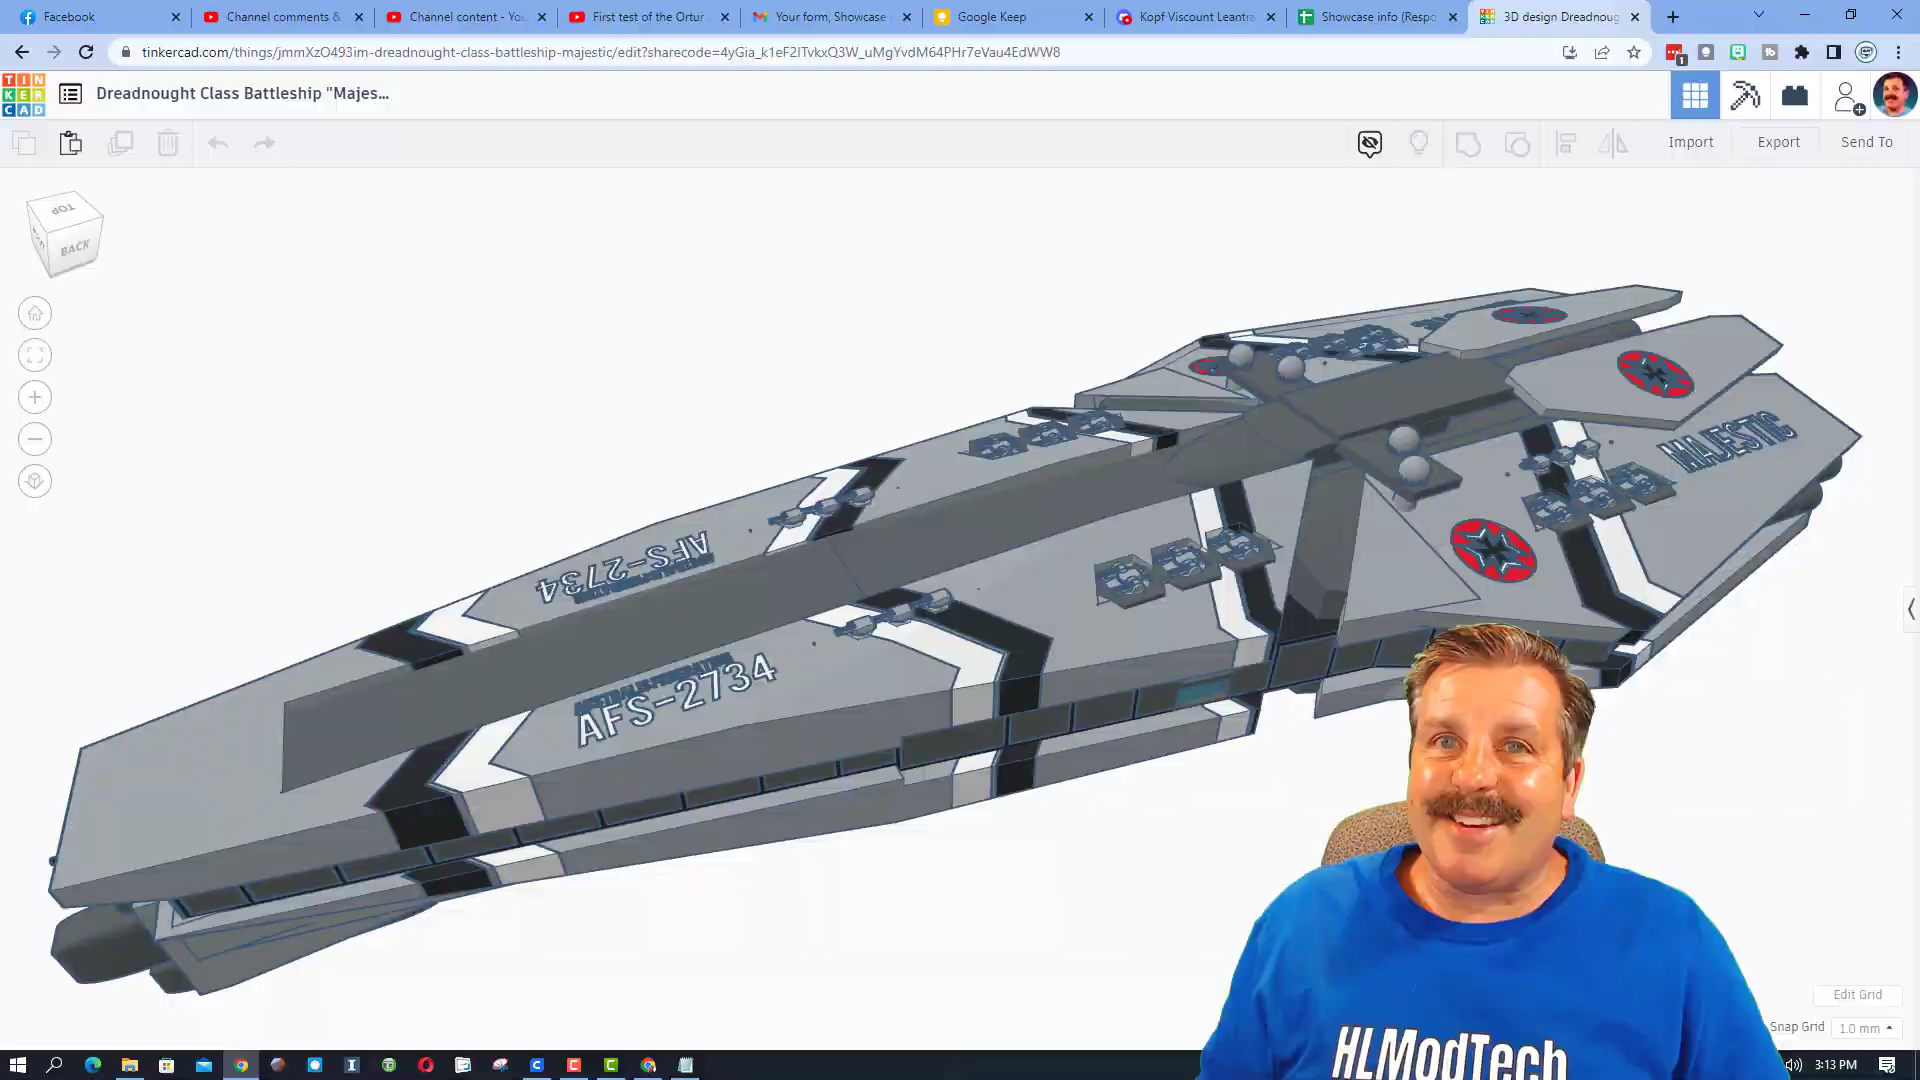 Facebook
Channel comments &
Channel content - You
First test of the Ortur
Your form, Showcase
Google Keep
Kopf Viscount Leantra
Showcase info (Respo
3D design Dreadnoug
tinkercad.com/things/jmmXzO493im-dreadnought-class-battleship-majestic/edit?sharecode=4yGia_k1eF2ITvkxQ3W_uMgYvdM64PHr7eVau4EdWW8
1
TIN
KER
CAD
Dreadnought Class Battleship "Majes...
Import
Export
Send To
TOP
BACK
MAJESTIC
AFS-2734
AFS-2734
HLModTech
Edit Grid
Snap Grid
1.0 mm
3:13 PM